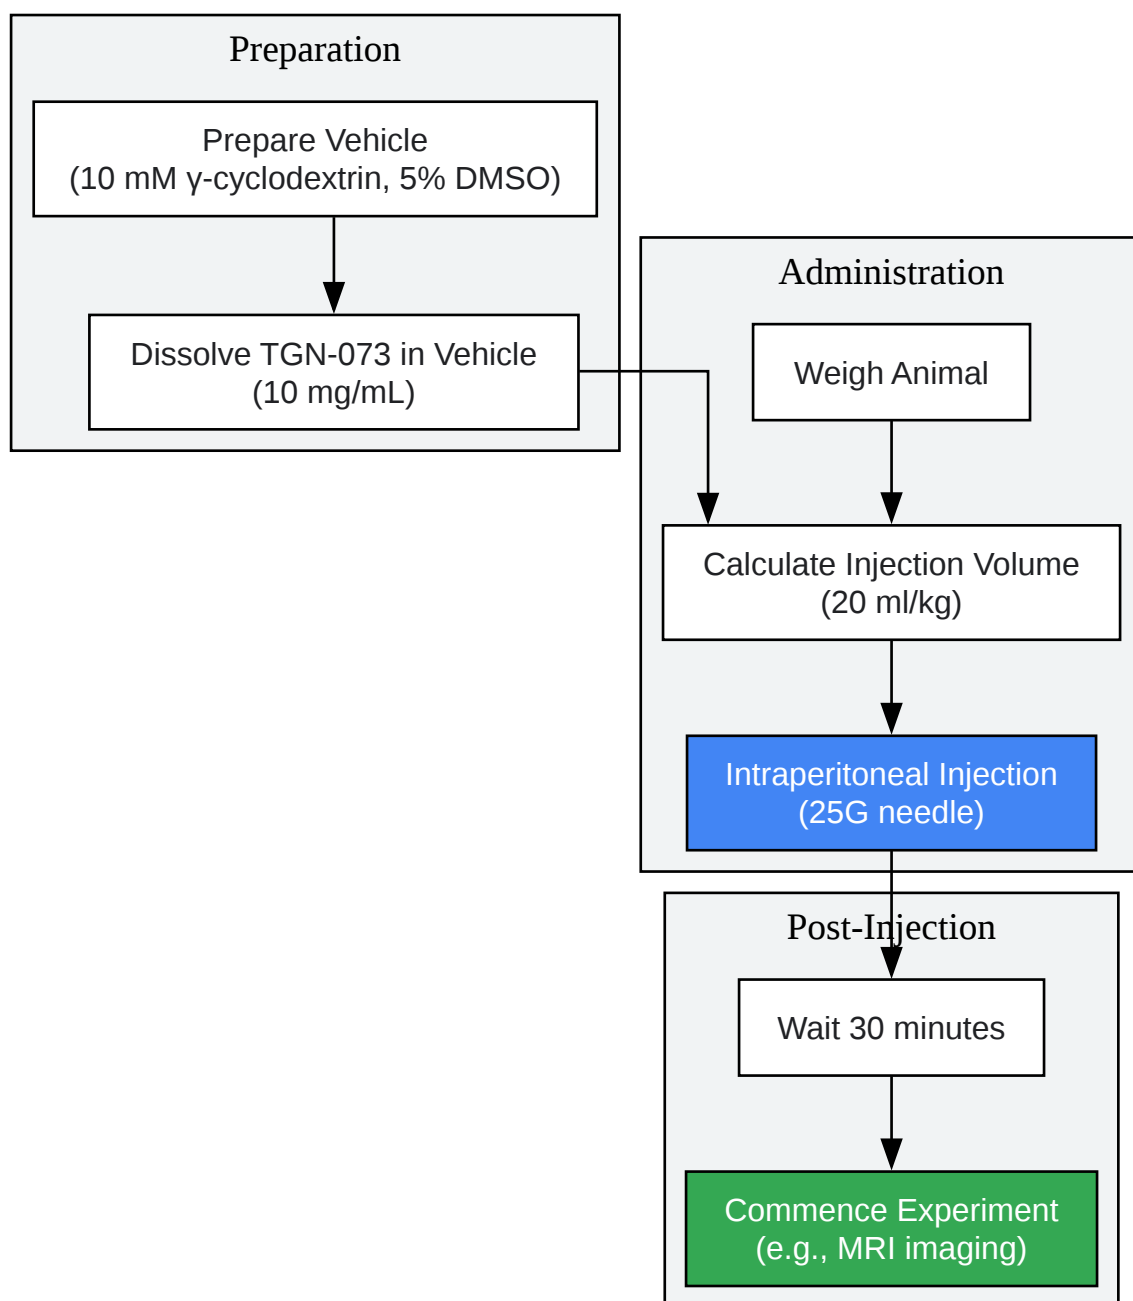 Preparation
Prepare Vehicle
(10 mM γ-cyclodextrin, 5% DMSO)
Dissolve TGN-073 in Vehicle
(10 mg/mL)
Administration
Weigh Animal
Calculate Injection Volume
(20 ml/kg)
Intraperitoneal Injection
(25G needle)
Post-Injection
Wait 30 minutes
Commence Experiment
(e.g., MRI imaging)